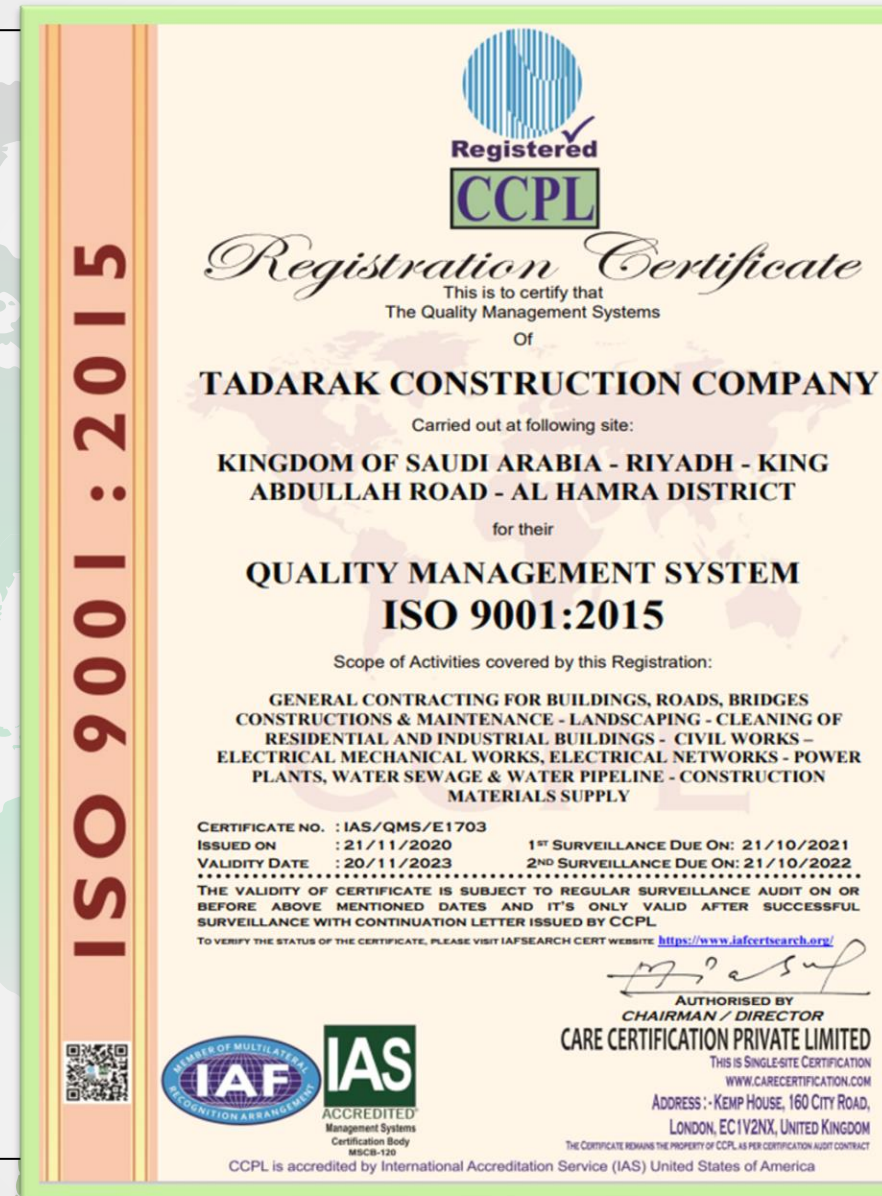 Registered
CCPL
Registration Certificate
This is to certify that
The Quality Management Systems
Of
TADARAK CONSTRUCTION COMPANY
Carried out at following site:
KINGDOM OF SAUDI ARABIA - RIYADH - KING
ABDULLAH ROAD - AL HAMRA DISTRICT
for their
QUALITY MANAGEMENT SYSTEM
ISO 9001:2015
Scope of Activities covered by this Registration:
GENERAL CONTRACTING FOR BUILDINGS, ROADS, BRIDGES
CONSTRUCTIONS & MAINTENANCE - LANDSCAPING - CLEANING OF
RESIDENTIAL AND INDUSTRIAL BUILDINGS - CIVIL WORKS –
ELECTRICAL MECHANICAL WORKS, ELECTRICAL NETWORKS - POWER
PLANTS, WATER SEWAGE & WATER PIPELINE - CONSTRUCTION
MATERIALS SUPPLY
CCPL
CERTIFICATE NO. : IAS/QMS/E1703
ISSUED ON : 21/11/2020 1ST SURVEILLANCE DUE ON: 21/10/2021
VALIDITY DATE : 20/11/2023 2ND SURVEILLANCE DUE ON: 21/10/2022
THE VALIDITY OF CERTIFICATE IS SUBJECT TO REGULAR SURVEILLANCE AUDIT ON OR
BEFORE ABOVE MENTIONED DATES AND IT'S ONLY VALID AFTER SUCCESSFUL
SURVEILLANCE WITH CONTINUATION LETTER ISSUED BY CCPL
TO VERIFY THE STATUS OF THE CERTIFICATE, PLEASE VISIT IAFSEARCH CERT WEBSITE https://www.iafcertsearch.org/
AUTHORISED BY
CHAIRMAN / DIRECTOR
CARE CERTIFICATION PRIVATE LIMITED
THIS IS SINGLE-SITE CERTIFICATION
WWW.CARECERTIFICATION.COM
ADDRESS :- KEMP HOUSE, 160 CITY ROAD,
LONDON, EC1V2NX, UNITED KINGDOM
THE CERTIFICATE REMAINS THE PROPERTY OF CCPL AS PER CERTIFICATION AUDIT CONTRACT
MEMBER OF MULTILATERAL
IAF
RECOGNITION ARRANGEMENT
IAS
ACCREDITED
Management Systems
Certification Body
MSCB-120
CCPL is accredited by International Accreditation Service (IAS) United States of America
ISO 9001 : 2015